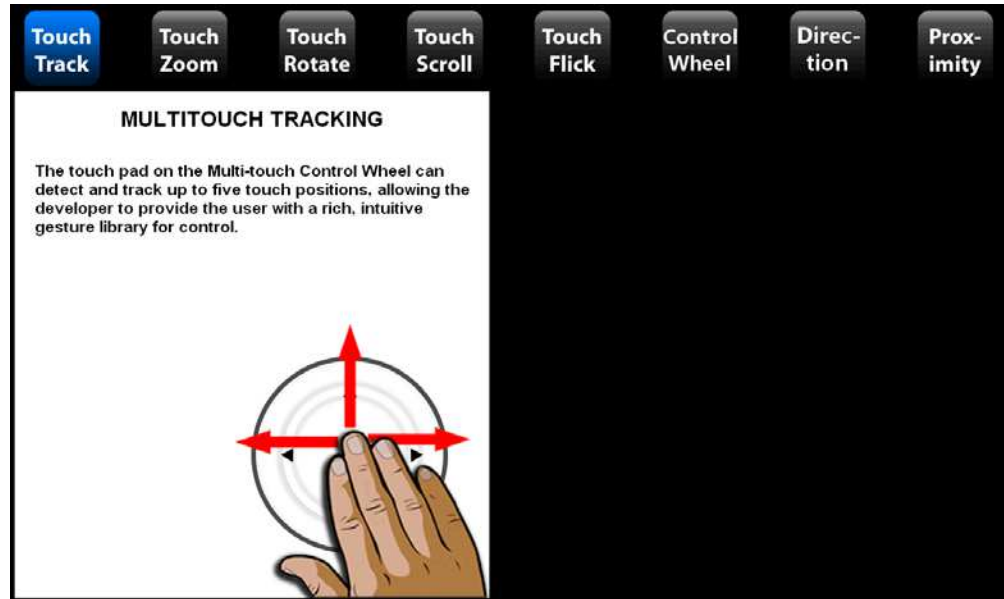 Touch Track
Touch Zoom
Touch Rotate
Touch Scroll
Touch Flick
Control Wheel
Direc-
tion
Prox-
imity
MULTITOUCH TRACKING
The touch pad on the Multi-touch Control Wheel can
detect and track up to five touch positions, allowing the
developer to provide the user with a rich, intuitive
gesture library for control.